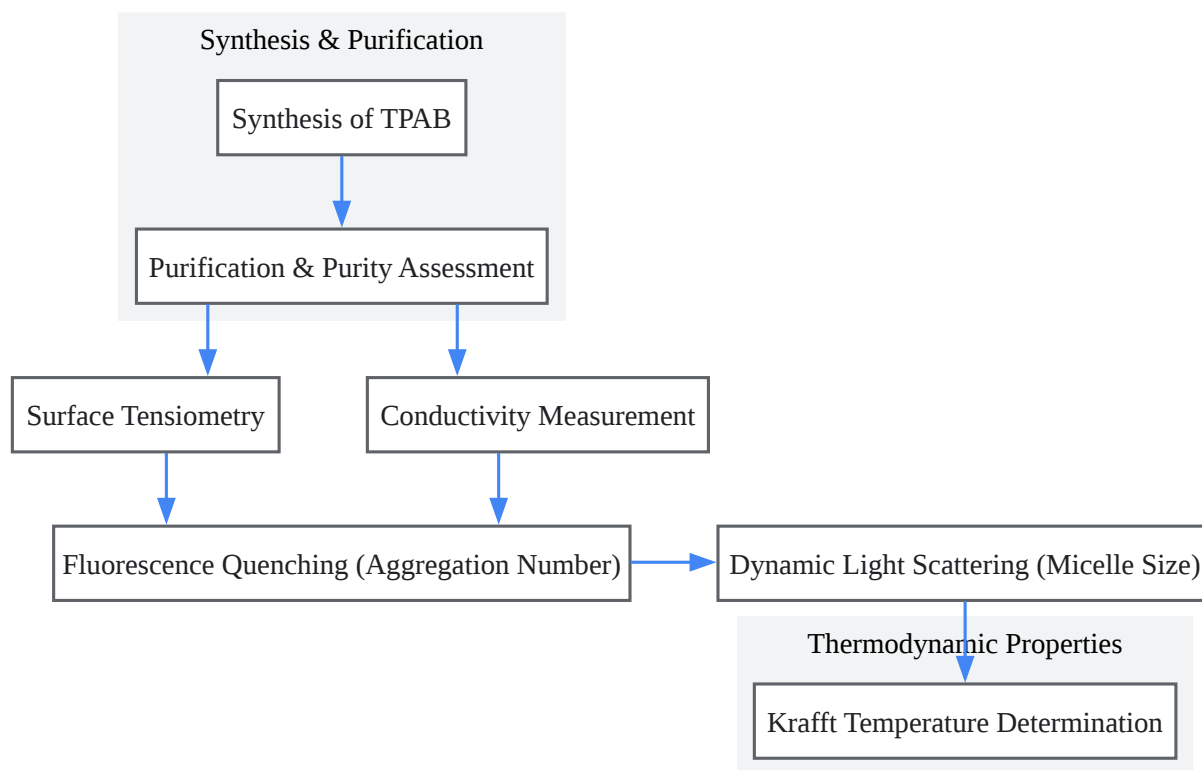 Synthesis & Purification
Synthesis of TPAB
Purification & Purity Assessment
Surface Tensiometry
Conductivity Measurement
Fluorescence Quenching (Aggregation Number)
Dynamic Light Scattering (Micelle Size)
Thermodynamic Properties
Krafft Temperature Determination